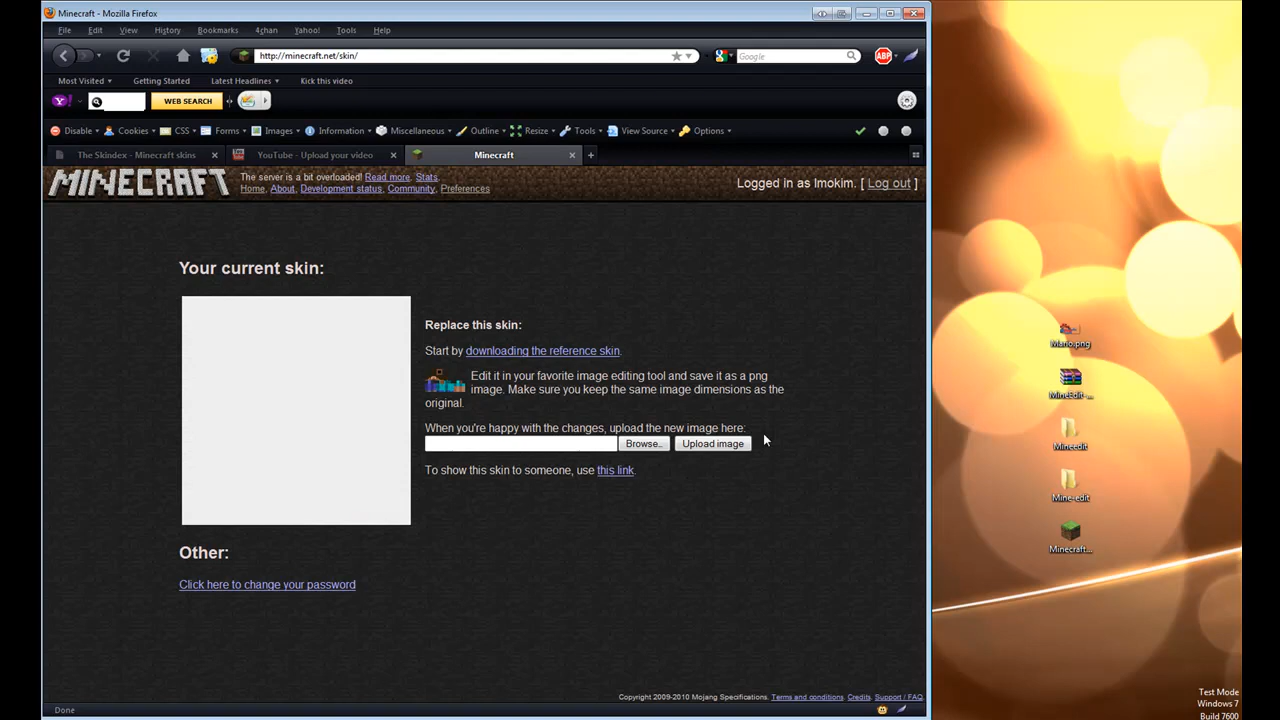 Minecraft - Mozilla Firefox
File Edit View History Bookmarks 4chan Yahoo! Tools Help
http://minecraft.net/skin/
Google
ABP
Most Visited Getting Started Latest Headlines Kick this video
Y! WEB SEARCH
Disable Cookies CSS Forms Images Information Miscellaneous Outline Resize Tools View Source Options
The Skindex - Minecraft skins YouTube - Upload your video Minecraft
MINECRAFT
The server is a bit overloaded! Read more. Stats.
Home. About. Development status. Community. Preferences
Logged in as Imokim. [ Log out ]
Your current skin:
Replace this skin:
Start by downloading the reference skin.
Edit it in your favorite image editing tool and save it as a png
image. Make sure you keep the same image dimensions as the
original.
When you're happy with the changes, upload the new image here:
Browse.. Upload image
To show this skin to someone, use this link.
Other:
Click here to change your password
Copyright 2009-2010 Mojang Specifications. Terms and conditions. Credits. Support / FAQ.
Done
Mario.png
MineEdit-...
Mineedit
Mine-edit
Minecraft...
Test Mode
Windows 7
Build 7600